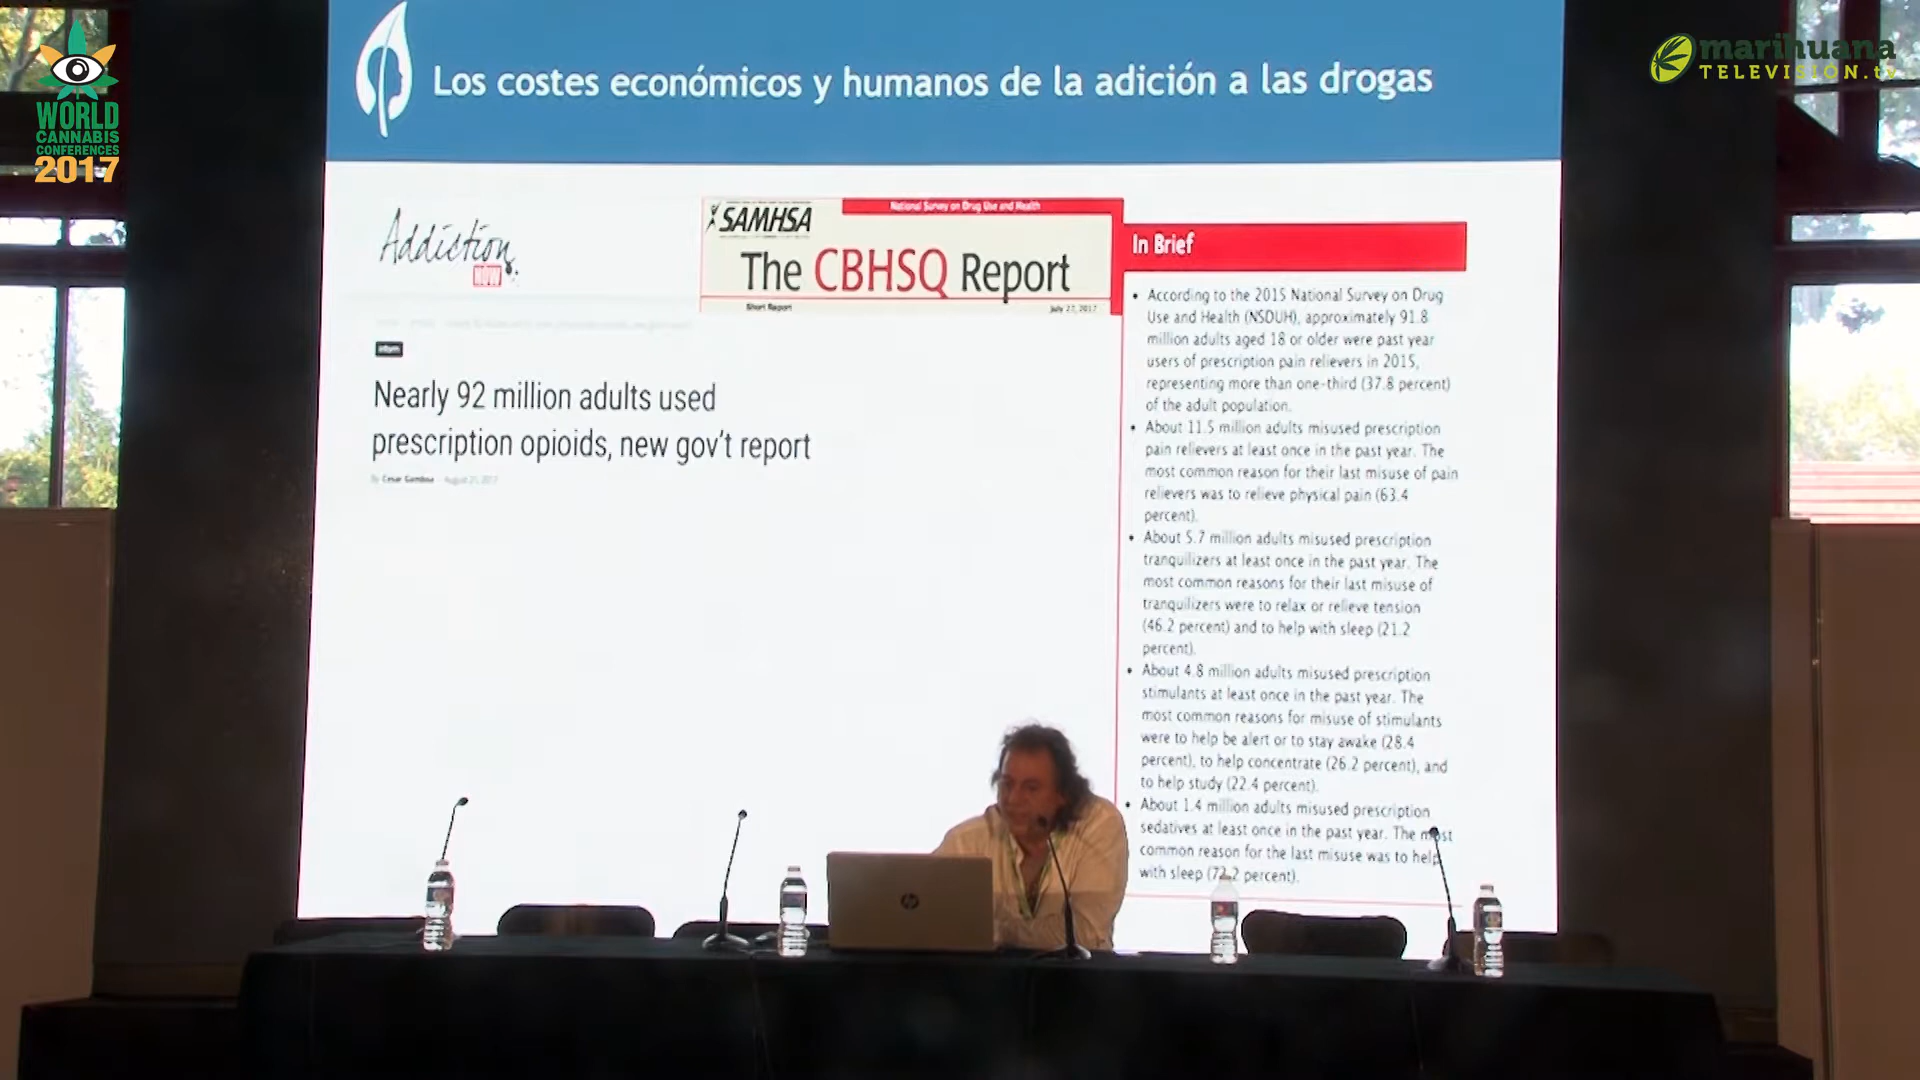 WORLD
CANNABIS
CONFERENCES
2017
marihuana
TELEVISION.tv
Los costes económicos y humanos de la adición a las drogas
Addiction
NOW
SAMHSA
National Survey on Drug Use and Health
The CBHSQ Report
Short Report
July 27, 2017
Inform
Nearly 92 million adults used
prescription opioids, new gov't report
By Cesar Gamboa - August 21, 2017
In Brief
• According to the 2015 National Survey on Drug
Use and Health (NSDUH), approximately 91.8
million adults aged 18 or older were past year
users of prescription pain relievers in 2015,
representing more than one-third (37.8 percent)
of the adult population.
• About 11.5 million adults misused prescription
pain relievers at least once in the past year. The
most common reason for their last misuse of pain
relievers was to relieve physical pain (63.4
percent).
• About 5.7 million adults misused prescription
tranquilizers at least once in the past year. The
most common reasons for their last misuse of
tranquilizers were to relax or relieve tension
(46.2 percent) and to help with sleep (21.2
percent).
• About 4.8 million adults misused prescription
stimulants at least once in the past year. The
most common reasons for misuse of stimulants
were to help be alert or to stay awake (28.4
percent), to help concentrate (26.2 percent), and
to help study (22.4 percent).
• About 1.4 million adults misused prescription
sedatives at least once in the past year. The most
common reason for the last misuse was to help
with sleep (72.2 percent).
hp